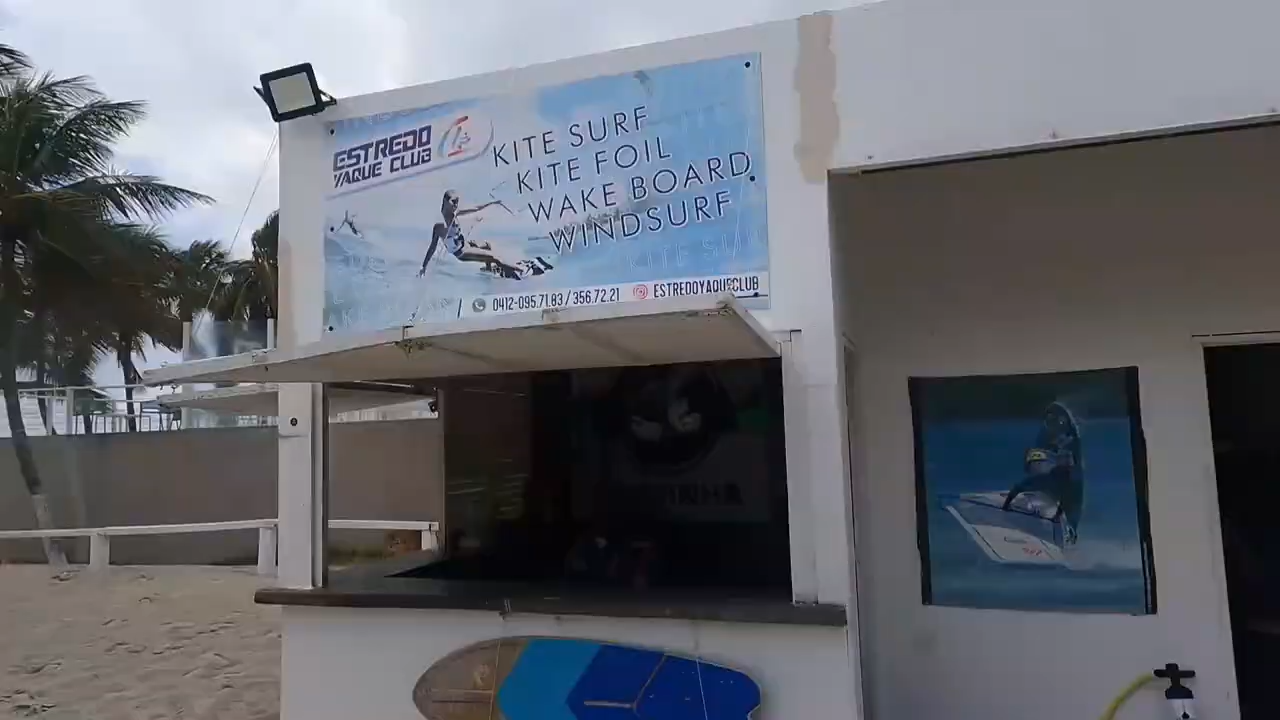 ESTREDO
YAQUE CLUB
KITE SURF
KITE FOIL
WAKE BOARD
WINDSURF
0412-095.71.83 / 356.72.21 ESTREDOYAQUECLUB